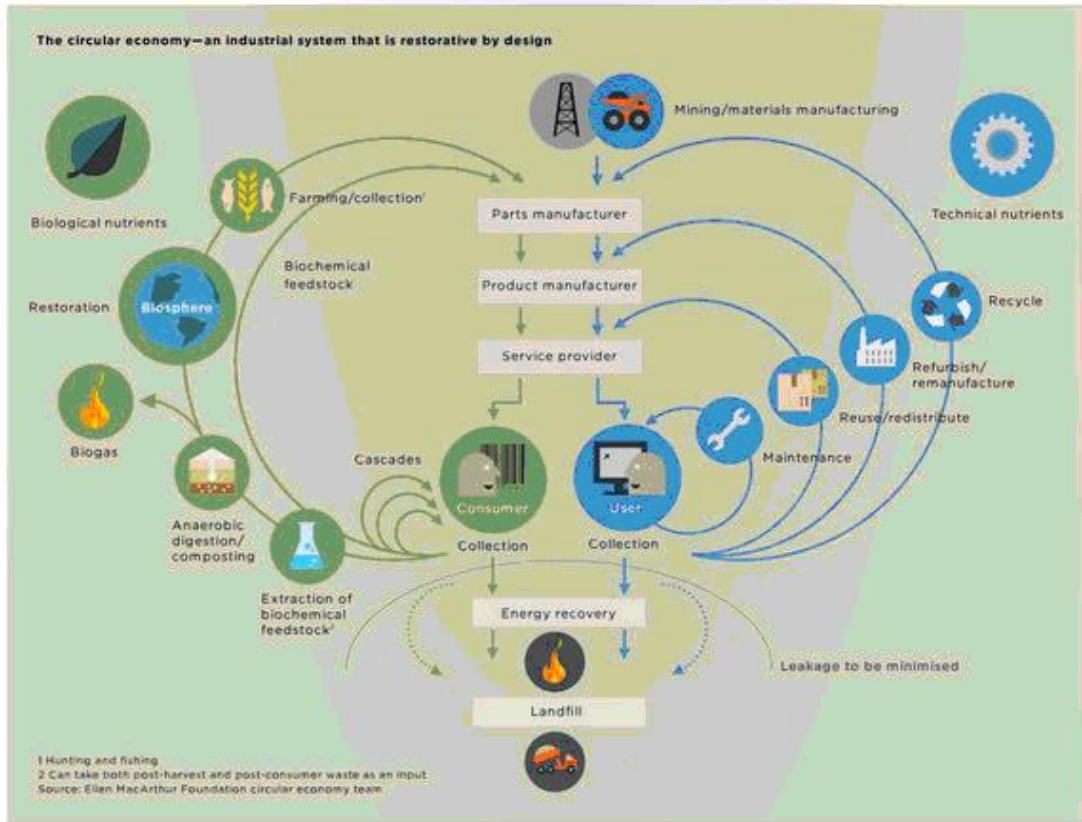 The circular economy—an industrial system that is restorative by design
Mining/materials manufacturing
Biological nutrients
Technical nutrients
Farming/collection¹
Parts manufacturer
Biochemical
feedstock
Product manufacturer
Restoration
Biosphere
Recycle
Service provider
Refurbish/
remanufacture
Reuse/redistribute
Biogas
Cascades
Maintenance
Consumer
User
Anaerobic
digestion/
composting
Collection
Collection
Extraction of
biochemical
feedstock²
Energy recovery
Leakage to be minimised
Landfill
1 Hunting and fishing
2 Can take both post-harvest and post-consumer waste as an input
Source: Ellen MacArthur Foundation circular economy team